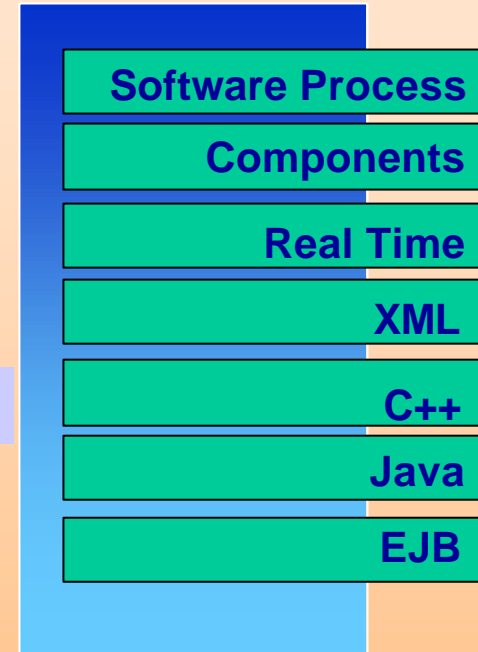 Software Process
Components
Real Time
XML
C++
Java
EJB